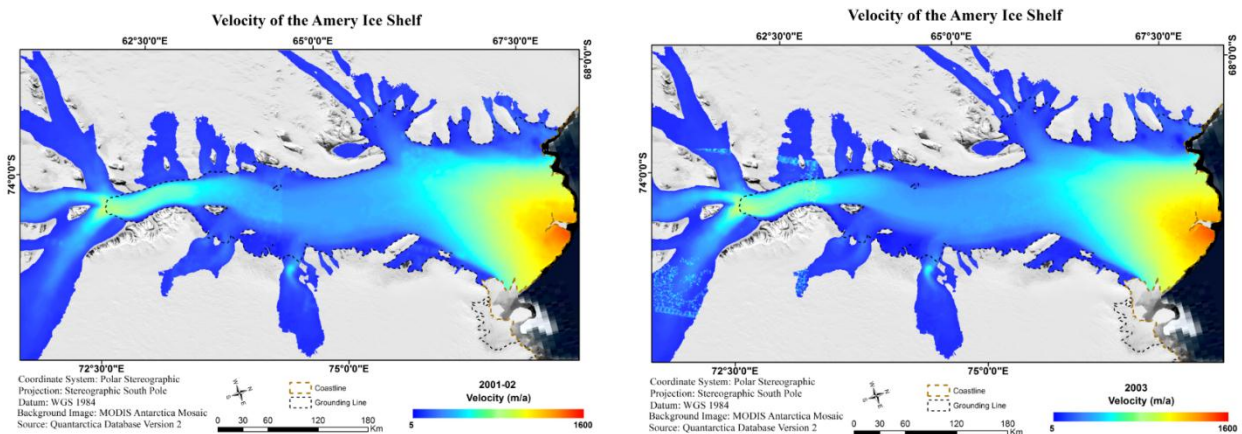 Velocity of the Amery Ice Shelf
62°30'0"E 65°0'0"E 67°30'0"E
68°0'0"S
74°0'0"S
72°30'0"E 75°0'0"E
Coordinate System: Polar Stereographic
Projection: Stereographic South Pole
Datum: WGS 1984
Background Image: MODIS Antarctica Mosaic
Source: Quantarctica Database Version 2
N
E
S
W
Coastline
Grounding Line
0 30 60 120 180
Km
2001-02
Velocity (m/a)
5 1600
Velocity of the Amery Ice Shelf
62°30'0"E 65°0'0"E 67°30'0"E
68°0'0"S
74°0'0"S
72°30'0"E 75°0'0"E
Coordinate System: Polar Stereographic
Projection: Stereographic South Pole
Datum: WGS 1984
Background Image: MODIS Antarctica Mosaic
Source: Quantarctica Database Version 2
N
E
S
W
Coastline
Grounding Line
0 30 60 120 180
Km
2003
Velocity (m/a)
5 1600